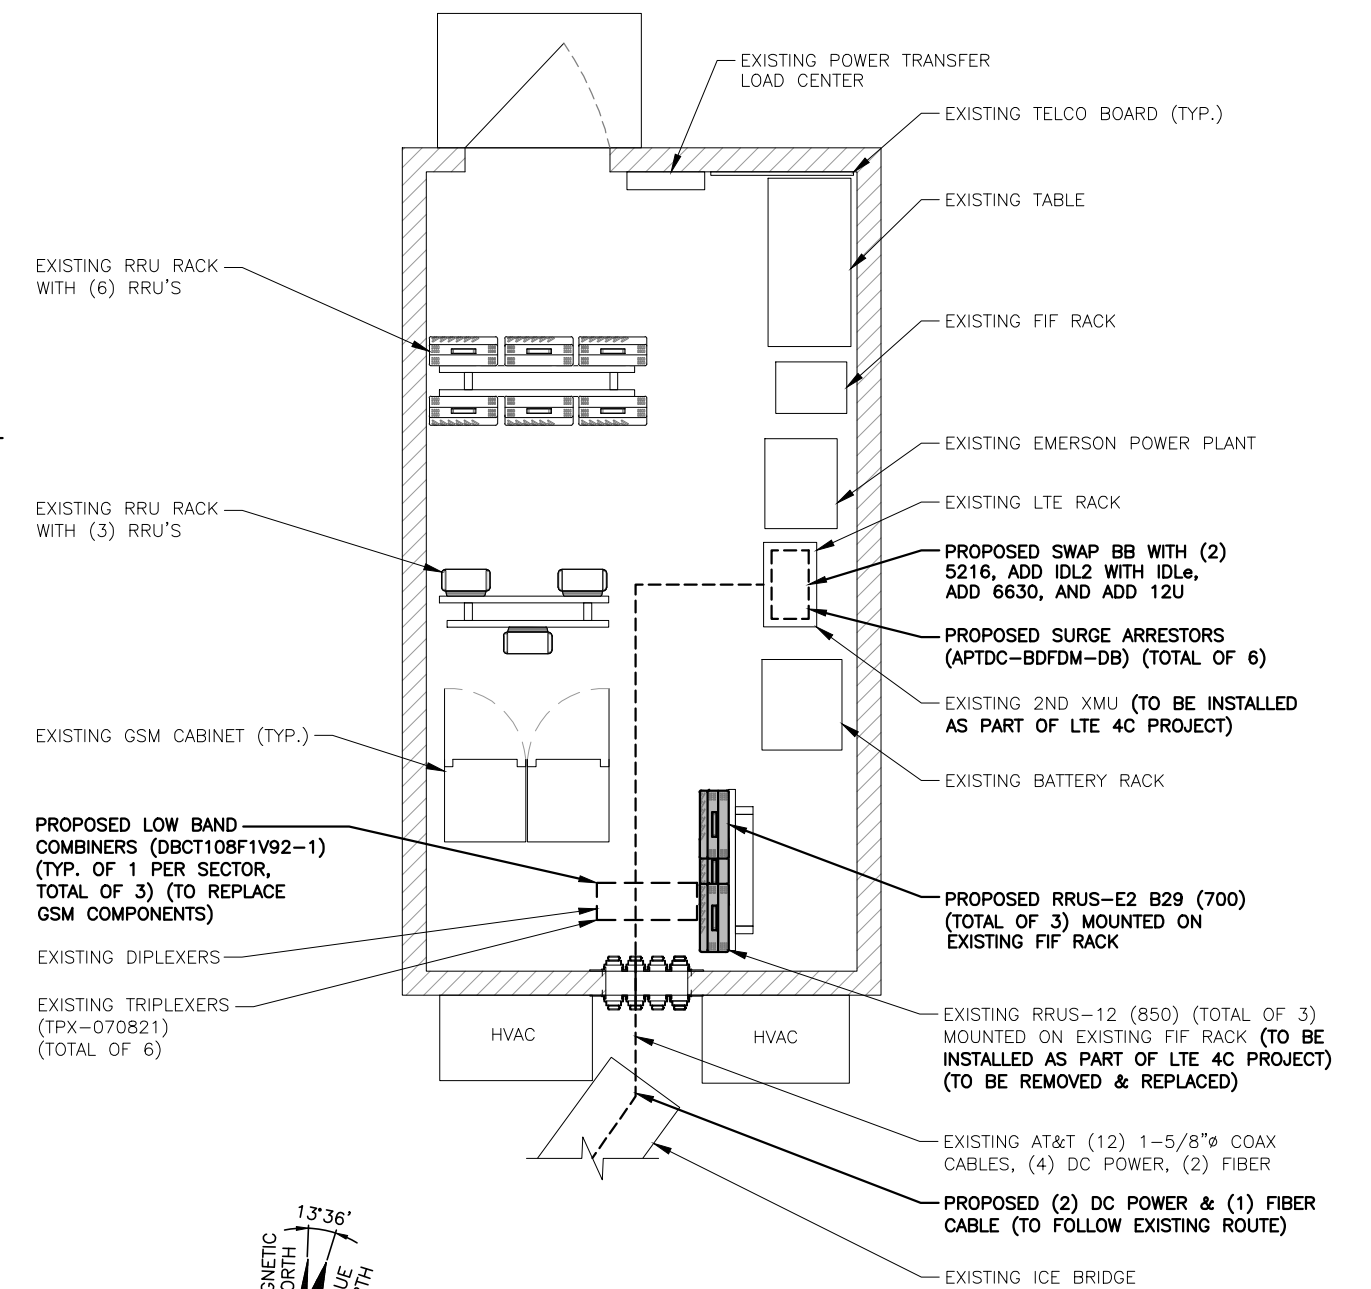 EXISTING POWER TRANSFER
LOAD CENTER
EXISTING TELCO BOARD (TYP.)
EXISTING TABLE
EXISTING RRU RACK
WITH (6) RRU'S
EXISTING FIF RACK
EXISTING EMERSON POWER PLANT
EXISTING LTE RACK
EXISTING RRU RACK
WITH (3) RRU'S
PROPOSED SWAP BB WITH (2)
5216, ADD IDL2 WITH IDLe,
ADD 6630, AND ADD 12U
PROPOSED SURGE ARRESTORS
(APTDC-BDFDM-DB) (TOTAL OF 6)
EXISTING 2ND XMU (TO BE INSTALLED
AS PART OF LTE 4C PROJECT)
EXISTING GSM CABINET (TYP.)
EXISTING BATTERY RACK
PROPOSED LOW BAND
COMBINERS (DBCT108F1V92-1)
(TYP. OF 1 PER SECTOR,
TOTAL OF 3) (TO REPLACE
GSM COMPONENTS)
PROPOSED RRUS-E2 B29 (700)
(TOTAL OF 3) MOUNTED ON
EXISTING FIF RACK
EXISTING DIPLEXERS
EXISTING TRIPLEXERS
(TPX-070821)
(TOTAL OF 6)
HVAC
HVAC
EXISTING RRUS-12 (850) (TOTAL OF 3)
MOUNTED ON EXISTING FIF RACK (TO BE
INSTALLED AS PART OF LTE 4C PROJECT)
(TO BE REMOVED & REPLACED)
EXISTING AT&T (12) 1-5/8"ø COAX
CABLES, (4) DC POWER, (2) FIBER
PROPOSED (2) DC POWER & (1) FIBER
CABLE (TO FOLLOW EXISTING ROUTE)
EXISTING ICE BRIDGE
13°36'